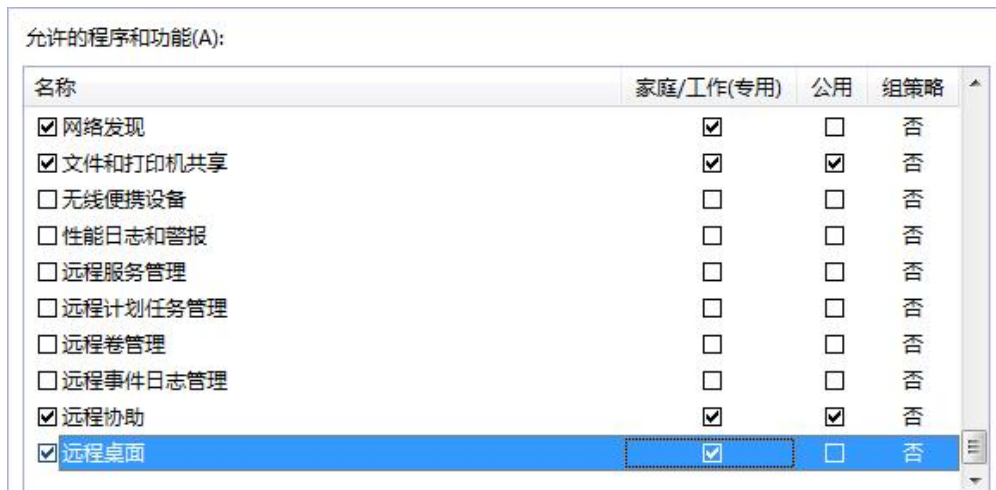 允许的程序和功能(A):
名称 家庭/工作(专用) 公用 组策略
网络发现 否
文件和打印机共享 否
无线便携设备 否
性能日志和警报 否
远程服务管理 否
远程计划任务管理 否
远程卷管理 否
远程事件日志管理 否
远程协助 否
远程桌面 否